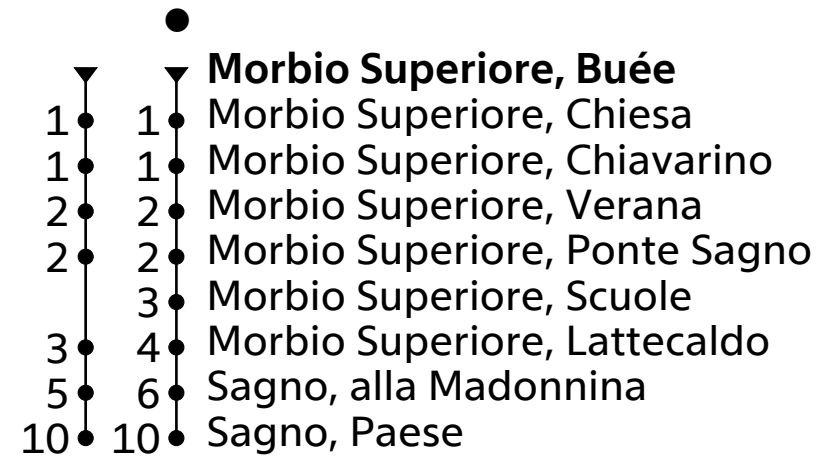 ●
Morbio Superiore, Buée
1 1 Morbio Superiore, Chiesa
1 1 Morbio Superiore, Chiavarino
2 2 Morbio Superiore, Verana
2 2 Morbio Superiore, Ponte Sagno
3 Morbio Superiore, Scuole
3 4 Morbio Superiore, Lattecaldo
5 6 Sagno, alla Madonnina
10 10 Sagno, Paese